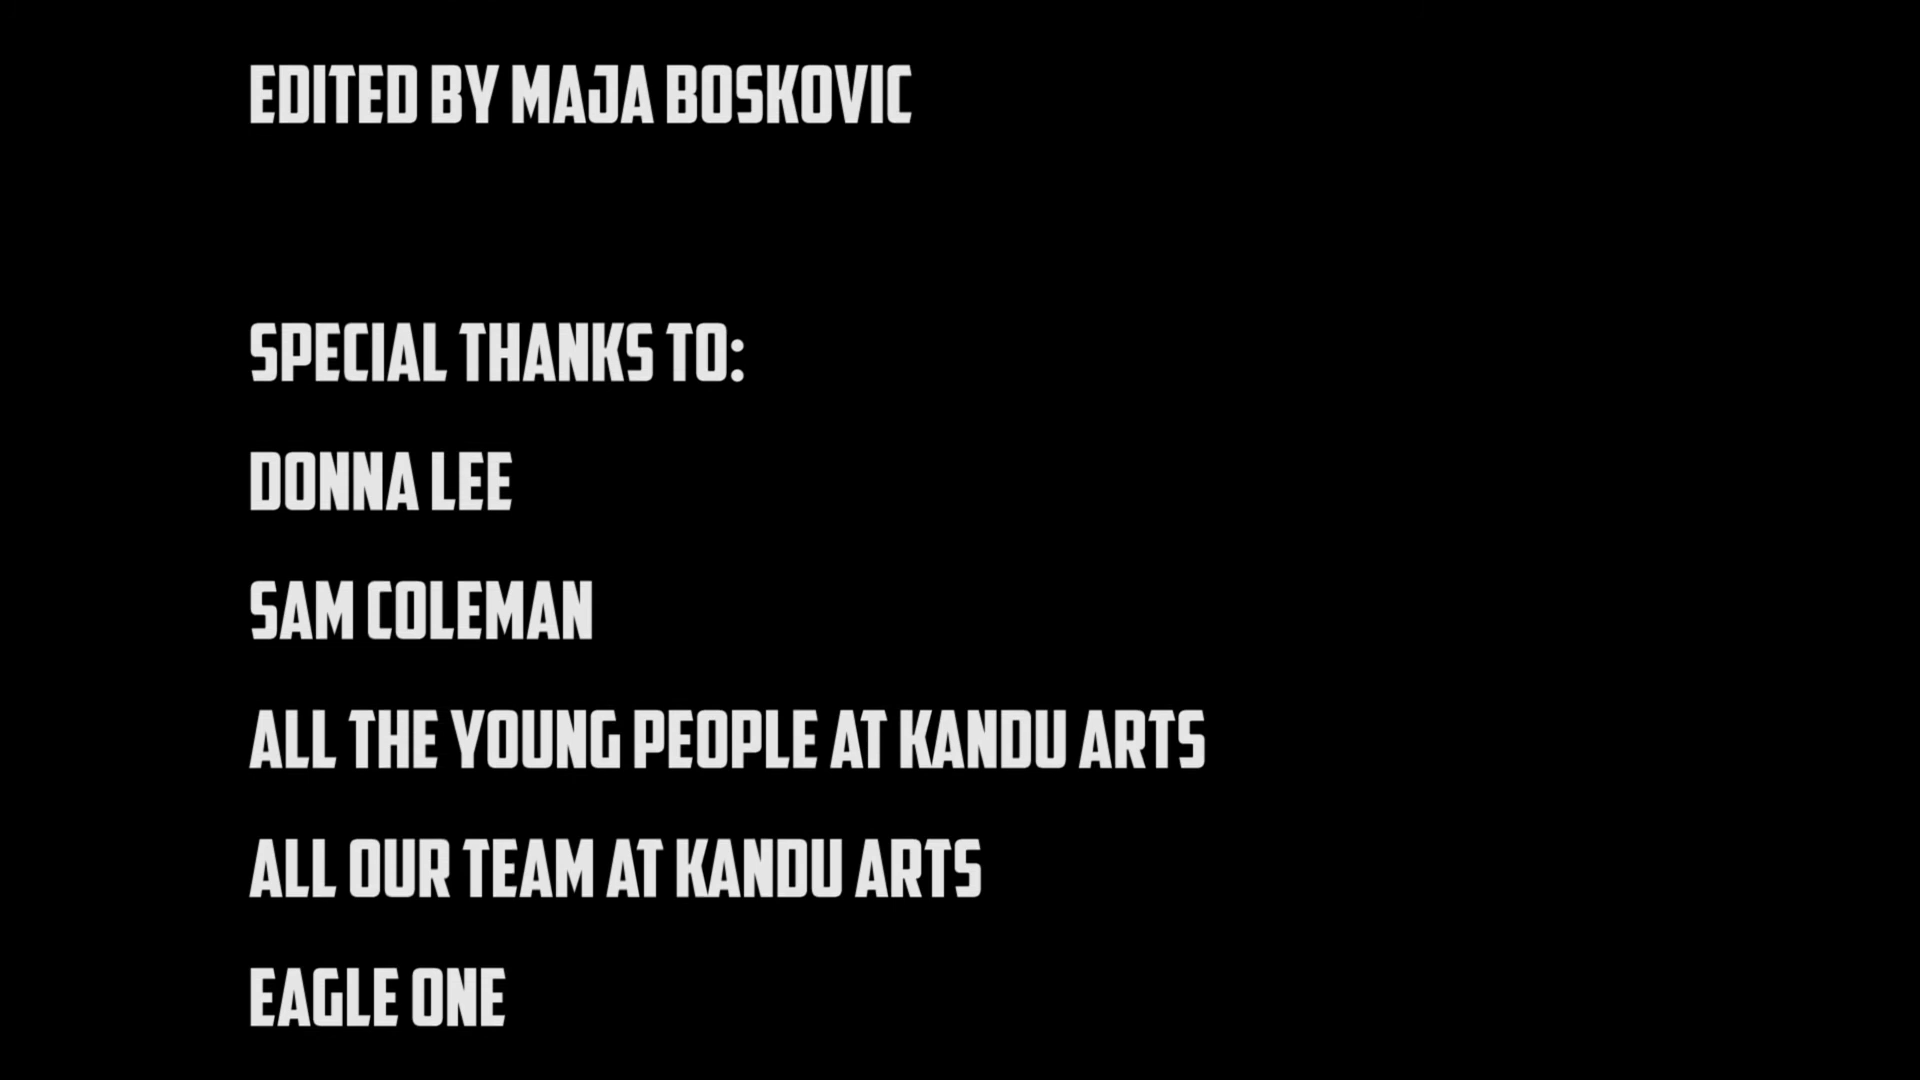 EDITED BY MAJA BOSKOVIC
SPECIAL THANKS TO:
DONNA LEE
SAM COLEMAN
ALL THE YOUNG PEOPLE AT KANDU ARTS
ALL OUR TEAM AT KANDU ARTS
EAGLE ONE